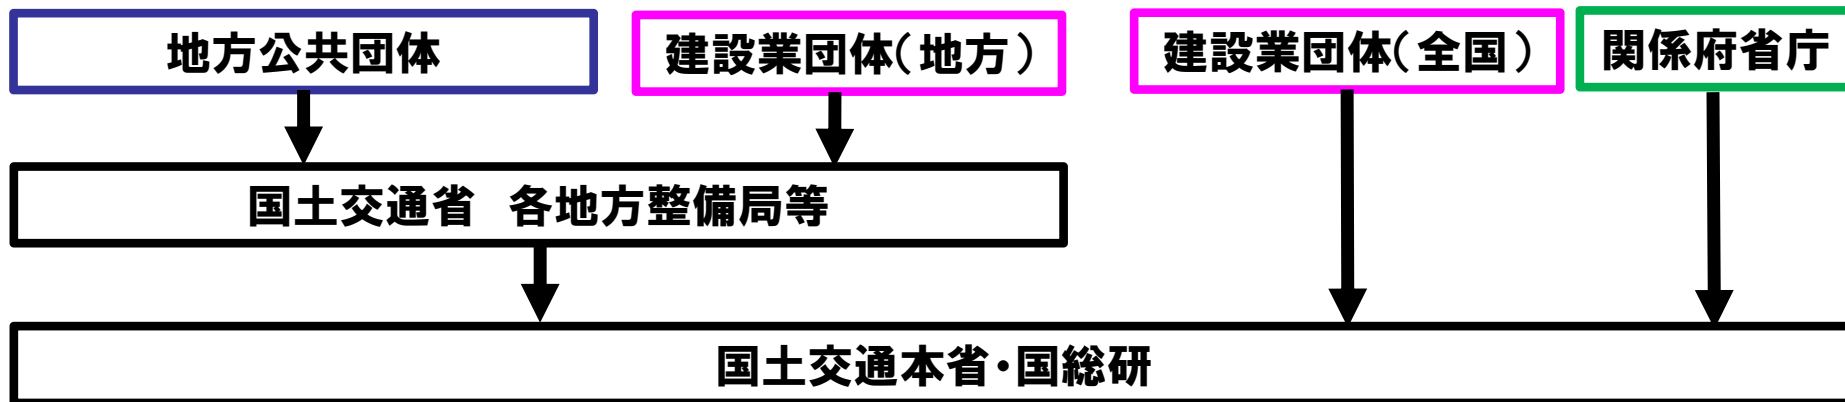 地方公共団体
建設業団体(地方)
建設業団体(全国)
関係府省庁
国土交通省　各地方整備局等
国土交通本省・国総研